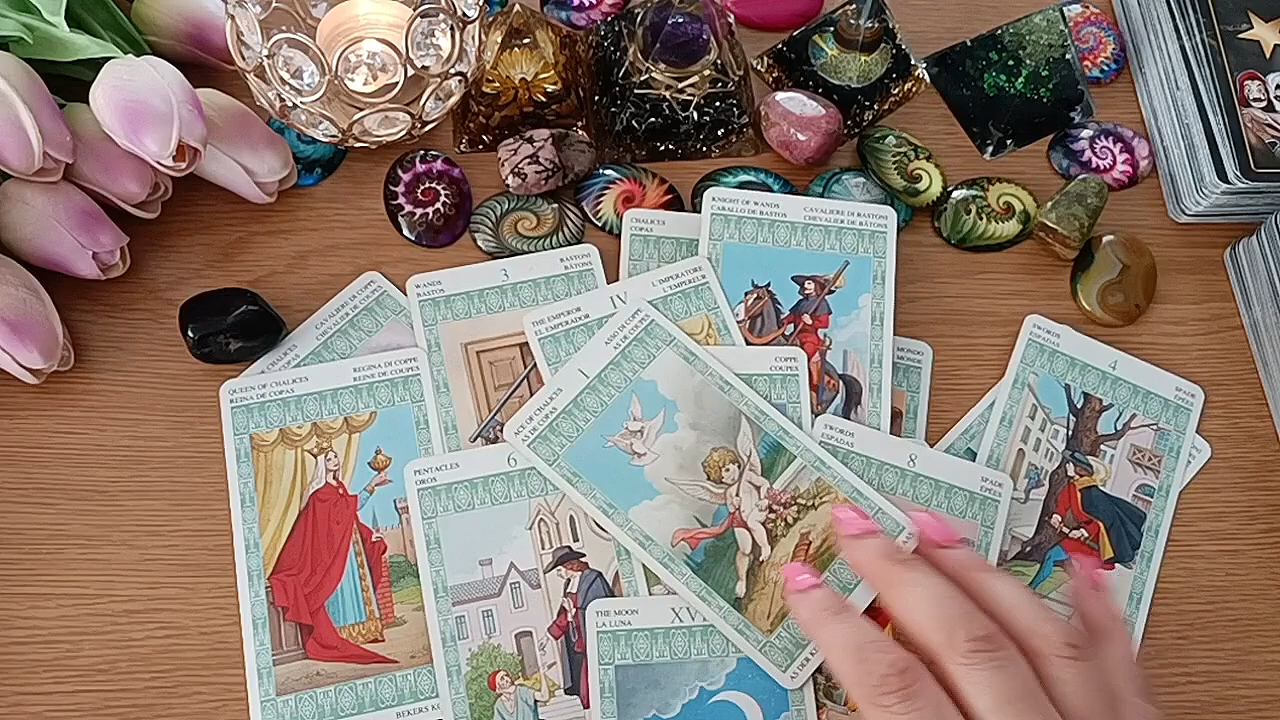 KNIGHT OF WANDS
CABALLO DE BASTOS
CAVALIERE DI BASTONI
CHEVALIER DE BÂTONS
CHALICES
COPAS
WANDS
BASTOS
3
BASTONI
BÂTONS
CAVALIERE DI COPPE
CHEVALIER DE COUPES
CHALICES
THE EMPEROR
EL EMPERADOR
IV
L'IMPERATORE
L'EMPEREUR
ACE OF CHALICES
AS DE COPAS
1
ASSO DI COPPE
AS DE COUPES
COPPE
COUPES
MONDO
MONDE
SWORDS
ESPADAS
4
SPADE
SWORDS
ESPADAS
8
SPADE
ÉPÉES
QUEEN OF CHALICES
REINA DE COPAS
REGINA DI COPPE
REINE DE COUPES
PENTACLES
OROS
6
THE MOON
LA LUNA
BEKERS
AS DER